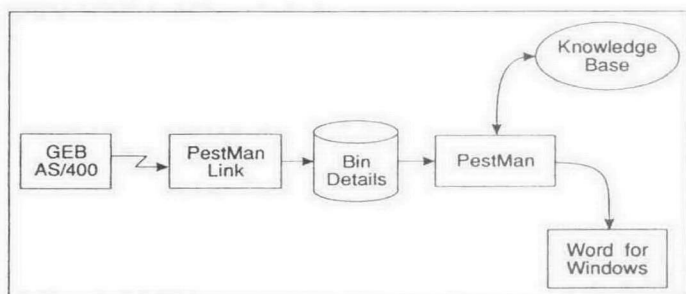 Knowledge
Base
GEB
AS/400
PestMan
Link
Bin
Details
PestMan
Word for
Windows